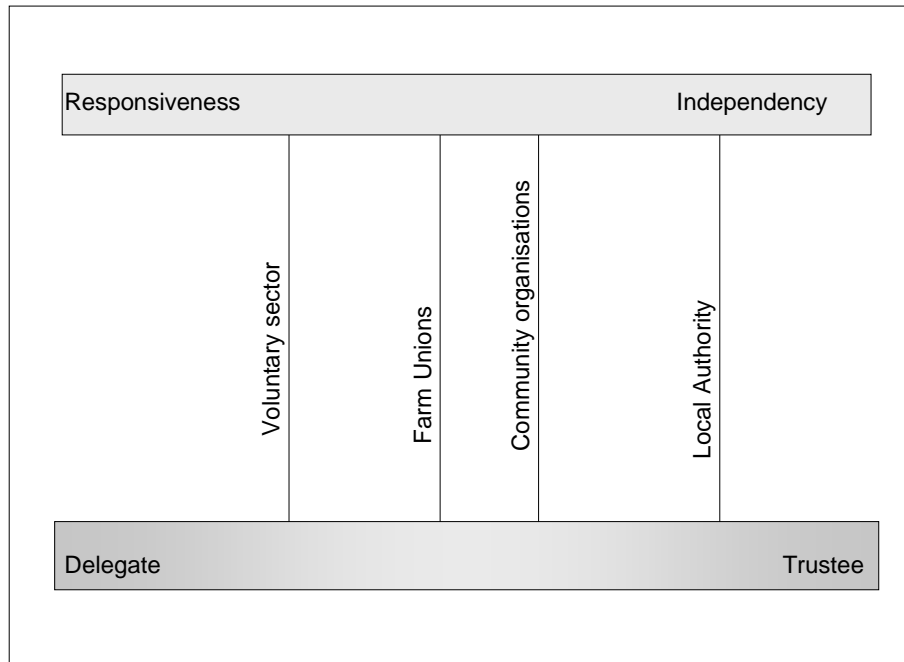 Responsiveness
Independency
Voluntary sector
Farm Unions
Community organisations
Local Authority
Delegate
Trustee